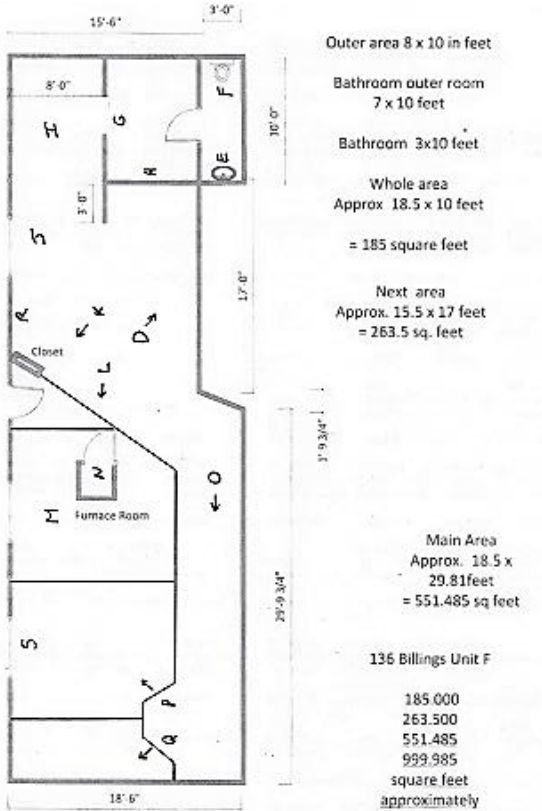 3'-0"
15'-6"
8'-0"
I
G
F
10'0"
H
E
3'-0"
17'-0"
R
K
D
Closet
L
1' 9 3/4"
N
O
M
Furnace Room
29'-9 3/4"
S
P
Q
18'-6"
Outer area 8 x 10 in feet
Bathroom outer room
7 x 10 feet
Bathroom 3x10 feet
Whole area
Approx 18.5 x 10 feet
= 185 square feet
Next area
Approx. 15.5 x 17 feet
= 263.5 sq. feet
Main Area
Approx. 18.5 x
29.81feet
= 551.485 sq feet
136 Billings Unit F
185.000
263.500
551.485
999.985
square feet
approximately